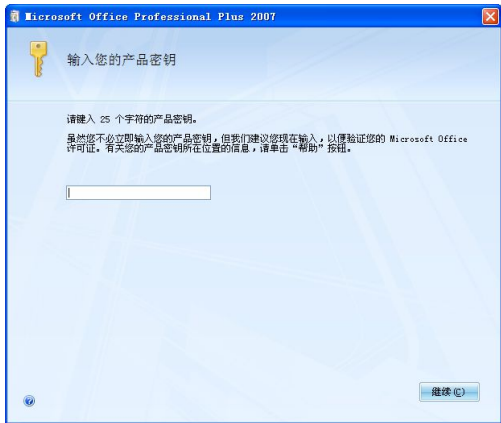 Microsoft Office Professional Plus 2007
输入您的产品密钥
请键入 25 个字符的产品密钥。
虽然您不必立即输入您的产品密钥，但我们建议您现在输入，以便验证您的 Microsoft Office
许可证。有关您的产品密钥所在位置的信息，请单击“帮助”按钮。
继续(C)